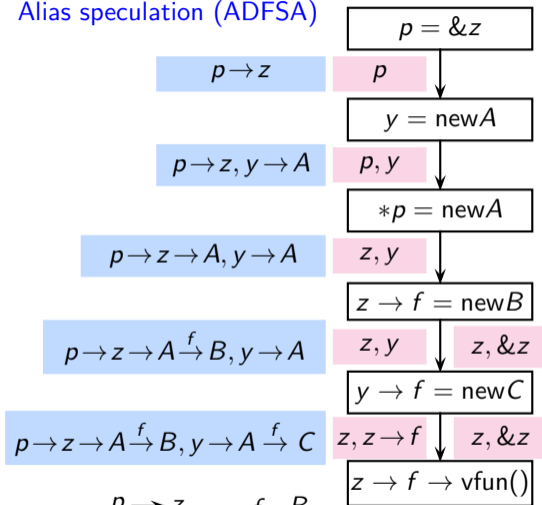 Alias speculation (ADFSA)
p = &z
p→z p
y = newA
p→z, y→A p, y
*p = newA
p→z→A, y→A z, y
z → f = newB
p→z→A f→ B, y→A z, y z, &z
y → f = newC
p→z→A f→ B, y→A f→ C z, z→f z, &z
z → f → vfun()